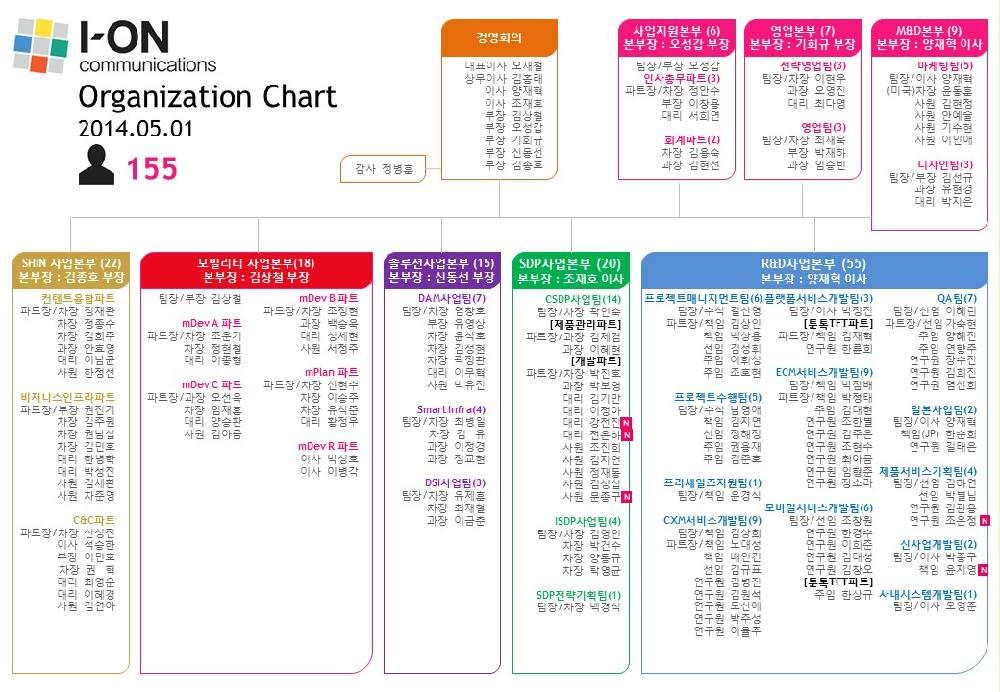 I-ON
communications
Organization Chart
2014.05.01
155
감사 정병훈
경영회의
대표이사 오재철
상무이사 김홍래
이사 양재혁
이사 조재호
부장 김상철
부장 오성갑
부장 기회규
부장 신동선
부장 김종호
사업지원본부 (6)
본부장 : 오성갑 부장
팀장/부장 오성갑
인사총무파트(3)
파트장/차장 정안수
부장 이창용
대리 서희연
회계파트(2)
차장 김용숙
과장 김현선
영업본부 (7)
본부장 : 기회규 부장
전략영업팀(3)
팀장/차장 이현우
과장 오영진
대리 최다영
영업팀(3)
팀장/차장 최재욱
부장 박재하
과장 임승빈
M&D본부 (9)
본부장 : 양재혁 이사
마케팅팀(5)
팀장/이사 양재혁
(미국)차장 윤동훈
사원 김현정
사원 안예슬
사원 기수현
사원 이민애
디자인팀(3)
팀장/부장 김선규
과장 유현경
대리 박지은
SHIN 사업본부 (22)
본부장 : 김종호 부장
컨텐트융합파트
파트장/차장 정재완
차장 정종수
차장 김희주
과장 안효영
대리 이남균
사원 한정선
비지니스인프라파트
파트장/부장 권진기
차장 김주원
차장 권남섭
차장 김민호
대리 한병학
대리 박성진
사원 김세환
사원 차준영
C&C파트
파트장/차장 신상진
이사 석승한
부장 이민호
차장 권 혁
대리 최영운
대리 이혜경
사원 김연아
모빌리티 사업본부(18)
본부장 : 김상철 부장
팀장/부장 김상철
mDev A 파트
파트장/차장 조운기
차장 정현철
대리 이종형
mDev C 파트
파트장/과장 오선욱
차장 임재훈
대리 양승환
사원 김아름
mDev B 파트
파트장/차장 조정현
과장 백승욱
대리 성세현
사원 서정주
mPlan 파트
파트장/차장 신현수
차장 이승주
차장 유식준
대리 황정우
mDev R 파트
이사 박상호
이사 이병각
솔루션사업본부 (15)
본부장 : 신동선 부장
DAM사업팀(7)
팀장/차장 엄창호
부장 유영상
차장 윤석호
차장 김성현
차장 곽정환
대리 이무혁
사원 박유진
Smart Infra(4)
팀장/차장 최병일
차장 김 유
과장 이정경
과장 정교현
DSI사업팀(3)
팀장/차장 유제훈
차장 최재철
과장 이금준
SDP사업본부 (20)
본부장 : 조재호 이사
CSDP사업팀(14)
팀장/차장 곽인숙
[제품관리파트]
파트장/과장 김제겸
과장 이혜현
[개발파트]
파트장/차장 박진호
과장 박보영
대리 김기만
대리 이정아
대리 강전진 N
대리 전은하 N
사원 조진희
사원 김지연
사원 정재동
사원 김상섭
사원 문종구 N
ISDP사업팀(4)
팀장/차장 김영민
차장 박건수
차장 양동규
차장 탁영균
SDP전략기획팀(1)
팀장/차장 백경식
R&D사업본부 (55)
본부장 : 양재혁 이사
프로젝트매니지먼트팀(6)
팀장/수석 길진영
파트장/책임 김상인
책임 박상용
선임 김성휘
주임 이휘성
주임 조효현
프로젝트수행팀(5)
팀장/수석 남영애
책임 김지연
선임 정해정
주임 권용재
주임 김준호
프리세일즈지원팀(1)
팀장/책임 윤경식
CXM서비스개발팀(9)
팀장/책임 김상희
파트장/책임 노대성
책임 배인진
선임 김규표
연구원 김병진
연구원 김원석
연구원 도신애
연구원 박주성
연구원 이율주
플랫폼서비스개발팀(3)
팀장/이사 박정진
[톡톡TFT파트]
파트장/책임 김재혁
연구원 한름희
ECM서비스개발팀(9)
팀장/책임 박심배
파트장/책임 박정태
주임 김대현
연구원 조한별
연구원 김주은
연구원 조현수
연구원 최아름
연구원 임형준
연구원 정소라
모바일서비스개발팀(6)
팀장/선임 조창원
연구원 한경수
연구원 이희준
연구원 김대성
연구원 김창오
[톡톡TFT파트]
주임 한상규
QA팀(7)
팀장/선임 이혜린
파트장/선임 가숙현
주임 양혜진
주임 연향주
연구원 장수진
연구원 김희진
연구원 염신희
일본사업팀(2)
팀장/이사 양재혁
책임(JP) 한순희
연구원 길태은
제품서비스기획팀(4)
팀장/선임 김하언
선임 박별님
연구원 김진용
연구원 조은정 N
신사업개발팀(2)
팀장/이사 박종구
책임 윤지영 N
사내시스템개발팀(1)
팀장/이사 오영준